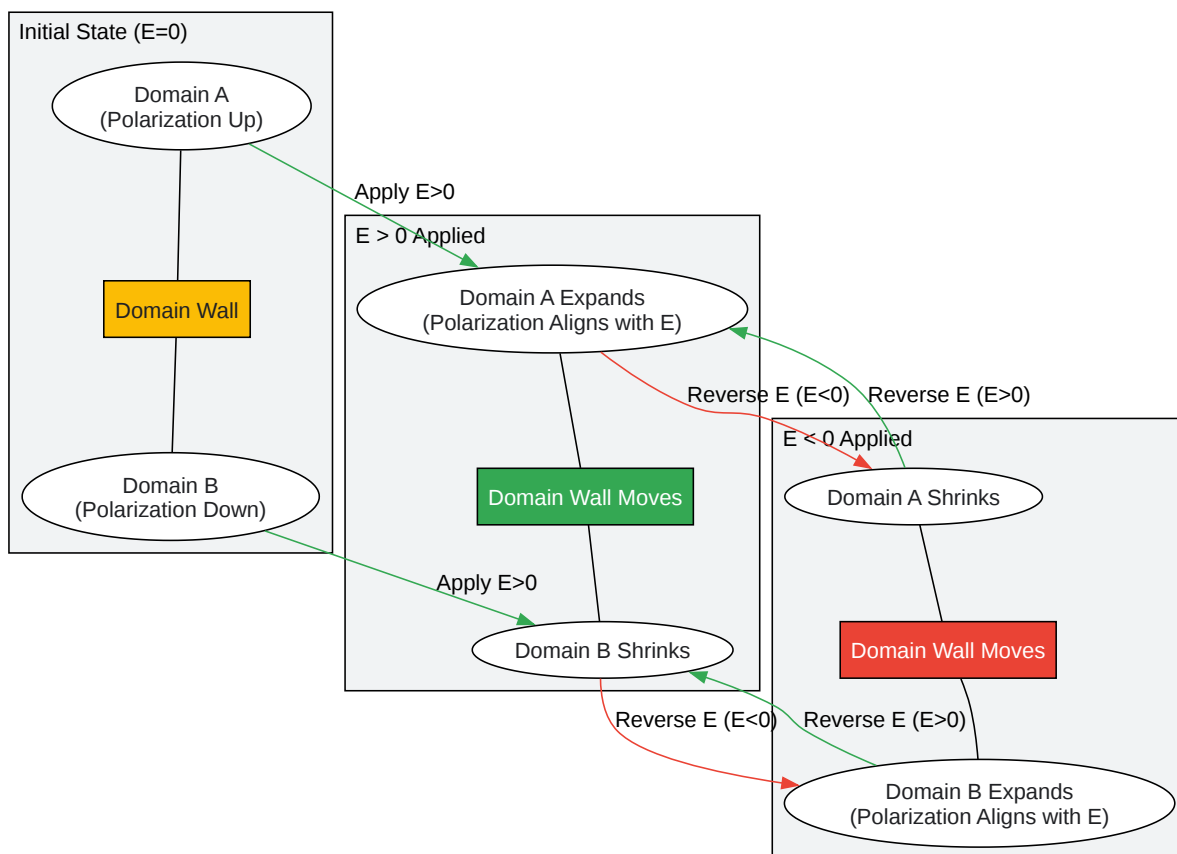 Initial State (E=0)
Domain A
(Polarization Up)
Domain Wall
Domain B
(Polarization Down)
Apply E>0
Apply E>0
E > 0 Applied
Domain A Expands
(Polarization Aligns with E)
Domain Wall Moves
Domain B Shrinks
Reverse E (E<0)
Reverse E (E>0)
Reverse E (E<0)
Reverse E (E>0)
E < 0 Applied
Domain A Shrinks
Domain Wall Moves
Domain B Expands
(Polarization Aligns with E)